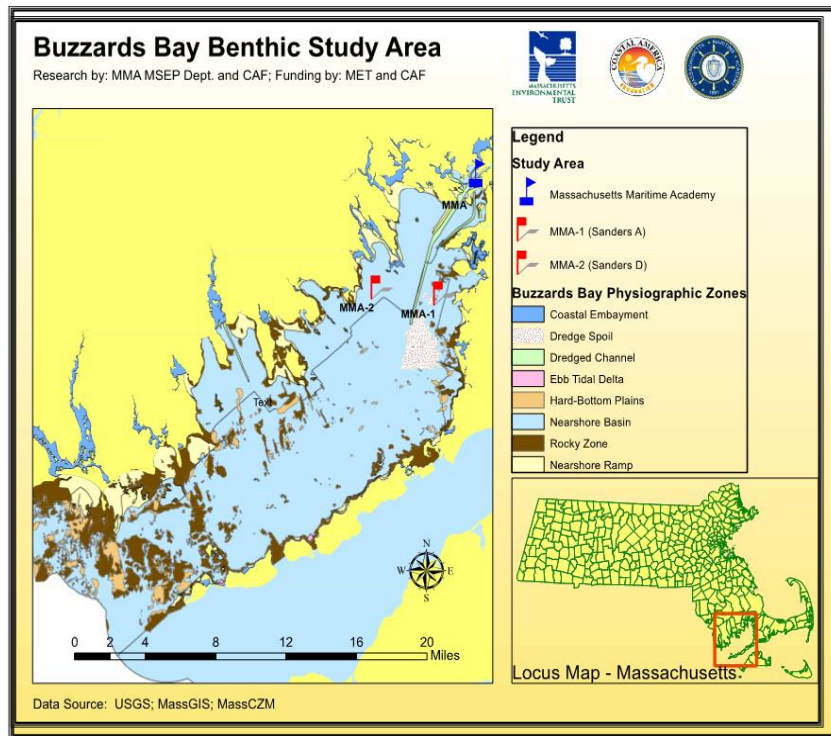 Buzzards Bay Benthic Study Area
Research by: MMA MSEP Dept. and CAF; Funding by: MET and CAF
MASSACHUSETTS
ENVIRONMENTAL
TRUST
COASTAL AMERICA
FOUNDATION
MMA
MMA-2
MMA-1
Text
N
W E
S
0 2 4 8 12 16 20
Miles
Legend
Study Area
Massachusetts Maritime Academy
MMA-1 (Sanders A)
MMA-2 (Sanders D)
Buzzards Bay Physiographic Zones
Coastal Embayment
Dredge Spoil
Dredged Channel
Ebb Tidal Delta
Hard-Bottom Plains
Nearshore Basin
Rocky Zone
Nearshore Ramp
Locus Map - Massachusetts
Data Source: USGS; MassGIS; MassCZM